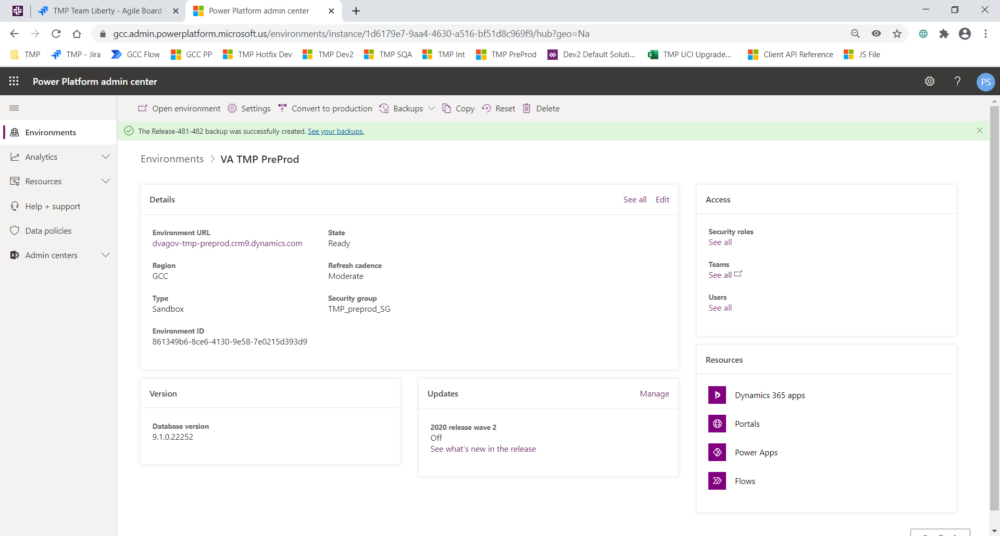 TMP Team Liberty - Agile Board -
Power Platform admin center
gcc.admin.powerplatform.microsoft.us/environments/instance/1d6179e7-9aa4-4630-a516-bf51d8c969f9/hub?geo=Na
TMP
TMP - Jira
GCC Flow
GCC PP
TMP Hotfix Dev
TMP Dev2
TMP SQA
TMP Int
TMP PreProd
Dev2 Default Soluti...
TMP UCI Upgrade...
Client API Reference
JS File
Power Platform admin center
?
PS
Open environment
Settings
Convert to production
Backups
Copy
Reset
Delete
Environments
Analytics
Resources
Help + support
Data policies
Admin centers
The Release-481-482 backup was successfully created. See your backups.
Environments > VA TMP PreProd
Details
See all
Edit
Environment URL
dvagov-tmp-preprod.crm9.dynamics.com
State
Ready
Region
GCC
Refresh cadence
Moderate
Type
Sandbox
Security group
TMP_preprod_SG
Environment ID
861349b6-8ce6-4130-9e58-7e0215d393d9
Access
Security roles
See all
Teams
See all
Users
See all
Version
Database version
9.1.0.22252
Updates
Manage
2020 release wave 2
Off
See what's new in the release
Resources
Dynamics 365 apps
Portals
Power Apps
Flows